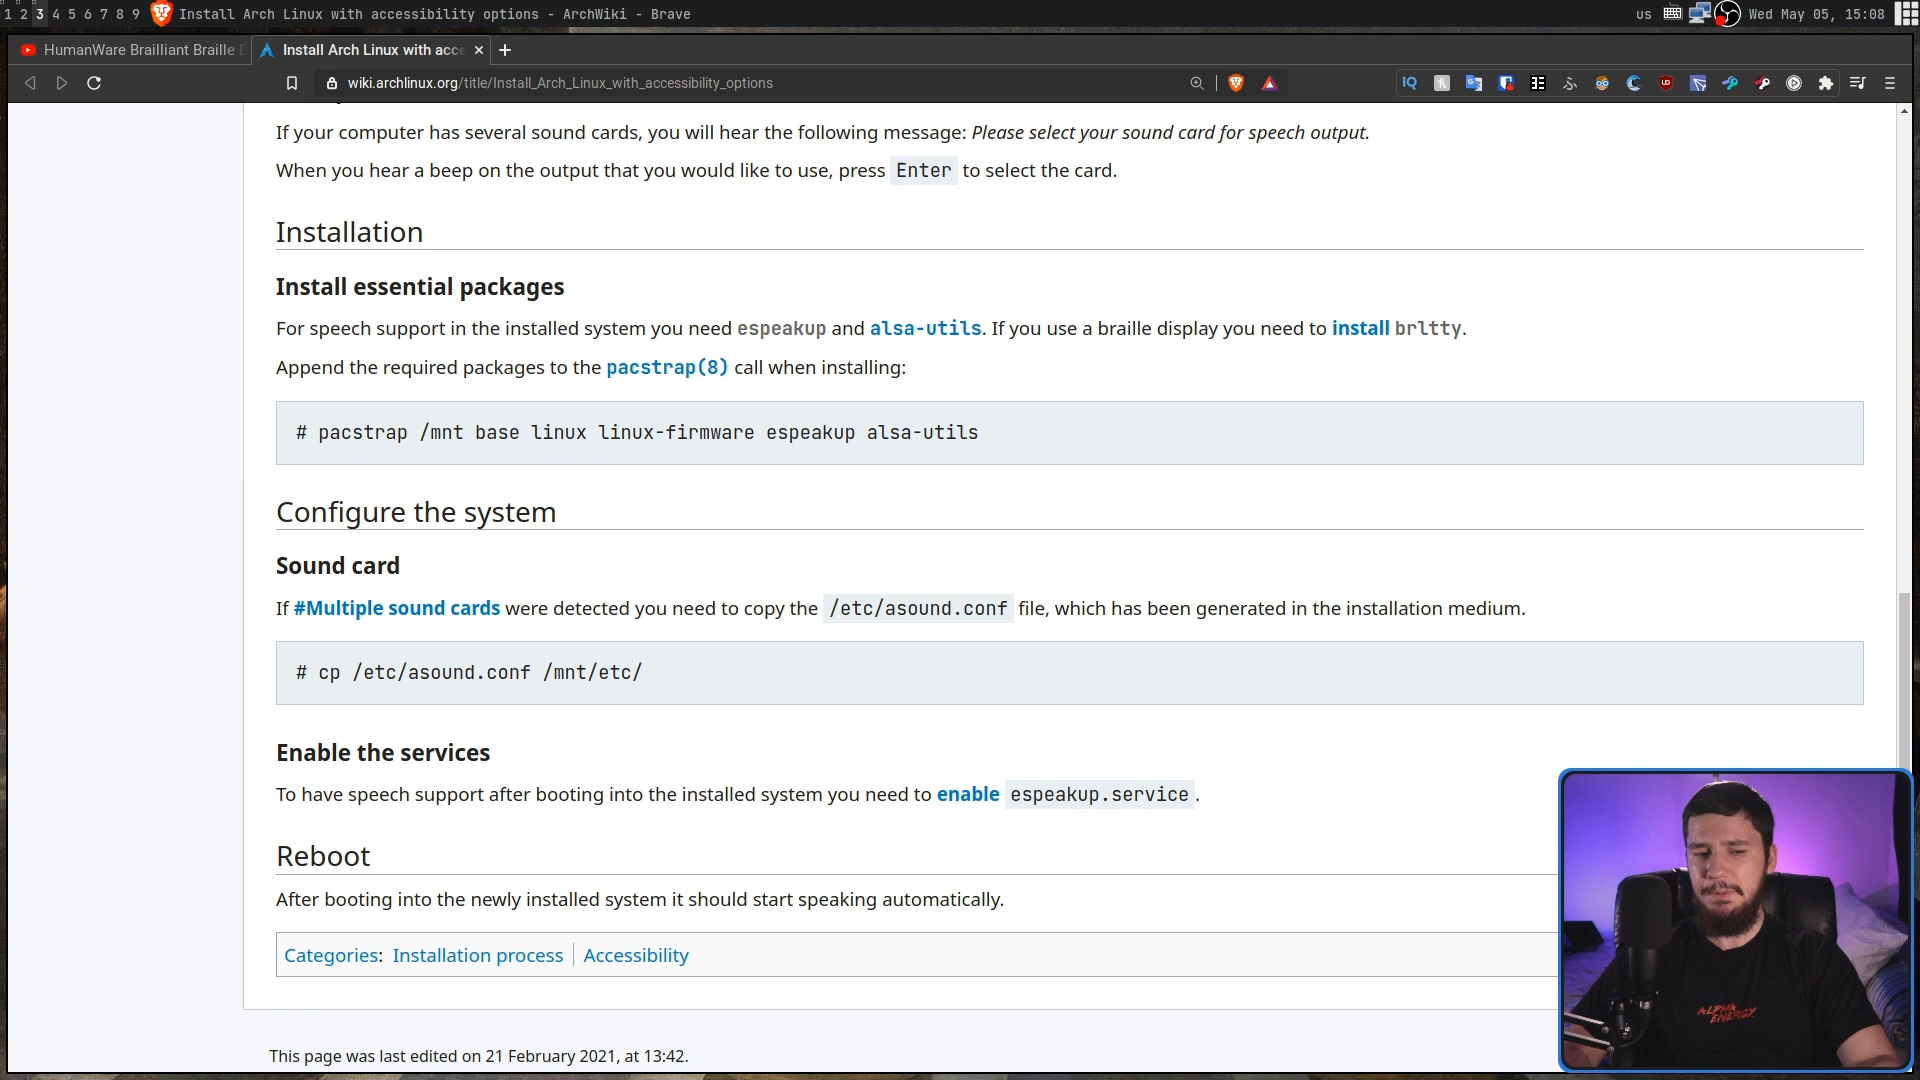 1 2 3 4 5 6 7 8 9 Install Arch Linux with accessibility options - ArchWiki - Brave us Wed May 05, 15:08
HumanWare Brailliant Braille D Install Arch Linux with acce
wiki.archlinux.org/title/Install_Arch_Linux_with_accessibility_options
If your computer has several sound cards, you will hear the following message: Please select your sound card for speech output.
When you hear a beep on the output that you would like to use, press Enter to select the card.
Installation
Install essential packages
For speech support in the installed system you need espeakup and alsa-utils. If you use a braille display you need to install brltty.
Append the required packages to the pacstrap(8) call when installing:
# pacstrap /mnt base linux linux-firmware espeakup alsa-utils
Configure the system
Sound card
If #Multiple sound cards were detected you need to copy the /etc/asound.conf file, which has been generated in the installation medium.
# cp /etc/asound.conf /mnt/etc/
Enable the services
To have speech support after booting into the installed system you need to enable espeakup.service.
Reboot
After booting into the newly installed system it should start speaking automatically.
Categories: Installation process Accessibility
ALPHA
ENERGY
This page was last edited on 21 February 2021, at 13:42.